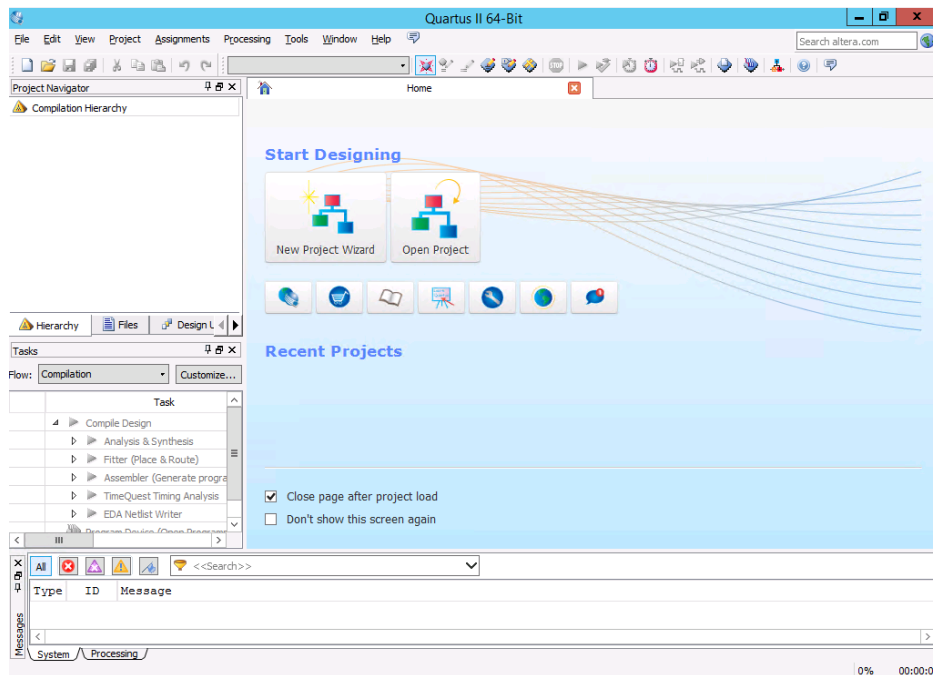 Quartus II 64-Bit
File Edit View Project Assignments Processing Tools Window Help
Search altera.com
Project Navigator
Home
Compilation Hierarchy
Start Designing
New Project Wizard
Open Project
Hierarchy Files Design U
Tasks
Recent Projects
Flow: Compilation Customize...
Task
Compile Design
Analysis & Synthesis
Fitter (Place & Route)
Assembler (Generate progra
TimeQuest Timing Analysis
EDA Netlist Writer
Program Device (Open Programm
Close page after project load
Don't show this screen again
All <<Search>>
Type ID Message
Messages
System Processing
0% 00:00:0